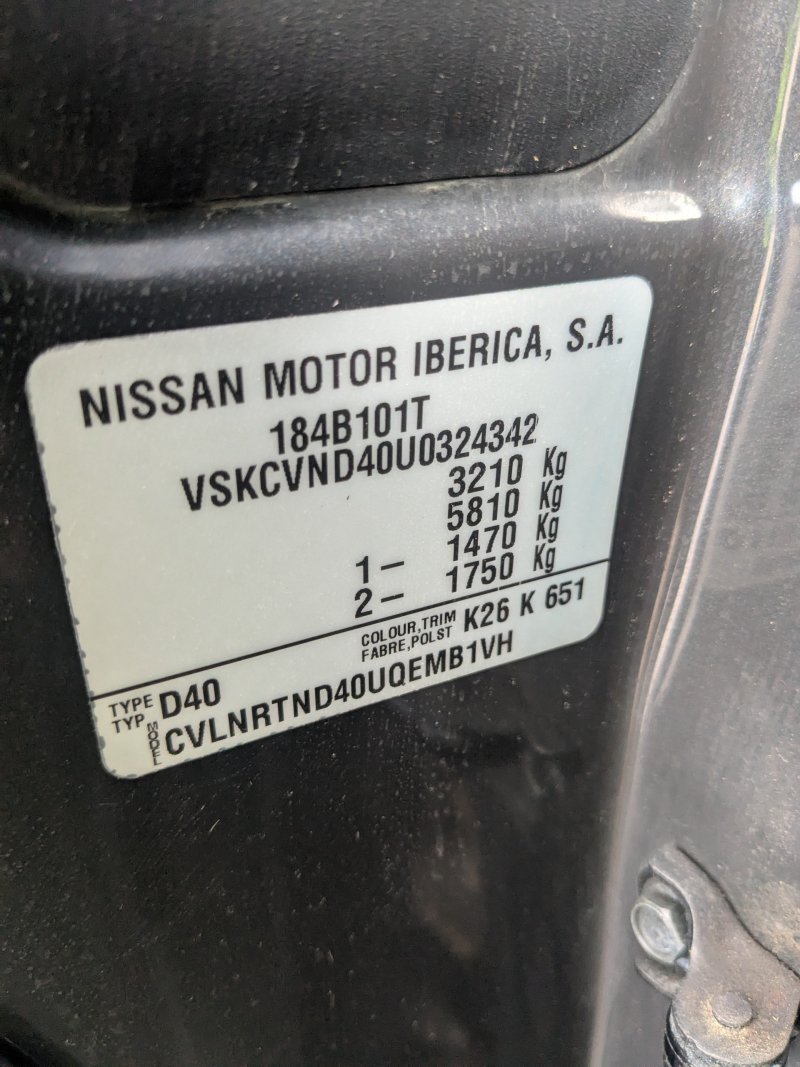 NISSAN MOTOR IBERICA, S.A.
184B101T
VSKCVND40U0324342
3210 Kg
5810 Kg
1 - 1470 Kg
2 - 1750 Kg
COLOUR,TRIM K26 K 651
FABRE,POLST
TYPE D40
TYP
MODEL CVLNRTND40UQEMB1VH